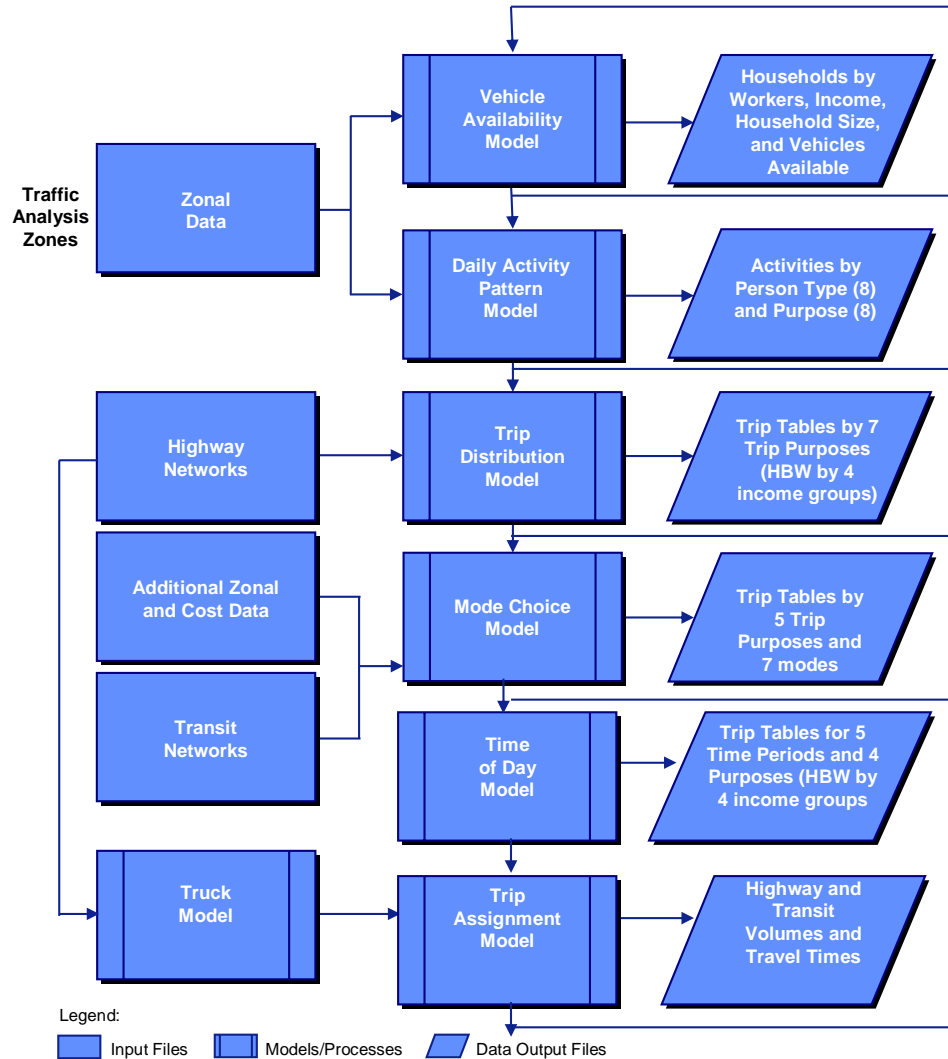 Vehicle
Availability
Model
Households by
Workers, Income,
Household Size,
and Vehicles
Available
Traffic
Analysis
Zones
Zonal
Data
Daily Activity
Pattern
Model
Activities by
Person Type (8)
and Purpose (8)
Highway
Networks
Trip
Distribution
Model
Trip Tables by 7
Trip Purposes
(HBW by 4
income groups)
Additional Zonal
and Cost Data
Mode Choice
Model
Trip Tables by
5 Trip
Purposes and
7 modes
Transit
Networks
Time
of Day
Model
Trip Tables for 5
Time Periods and 4
Purposes (HBW by
4 income groups
Truck
Model
Trip
Assignment
Model
Highway and
Transit
Volumes and
Travel Times
Legend:
Input Files
Models/Processes
Data Output Files